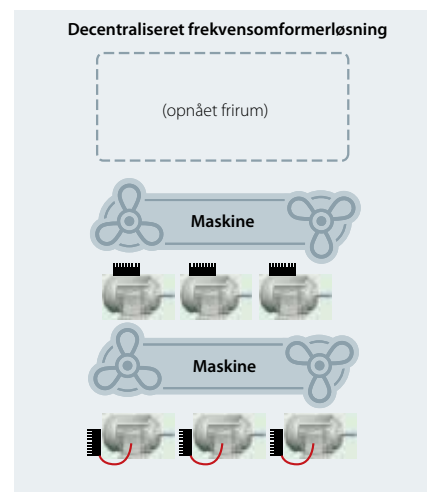 Decentraliseret frekvensomformerløsning
(opnået frirum)
Maskine
Maskine